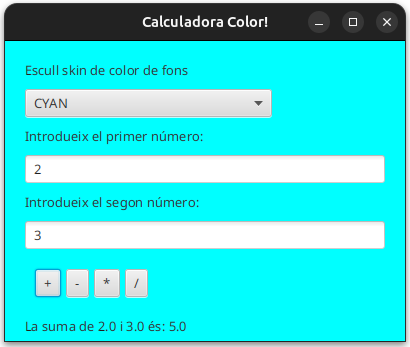 Calculadora Color!
Escull skin de color de fons
CYAN
Introdueix el primer número:
2
Introdueix el segon número:
3
+ - * /
La suma de 2.0 i 3.0 és: 5.0